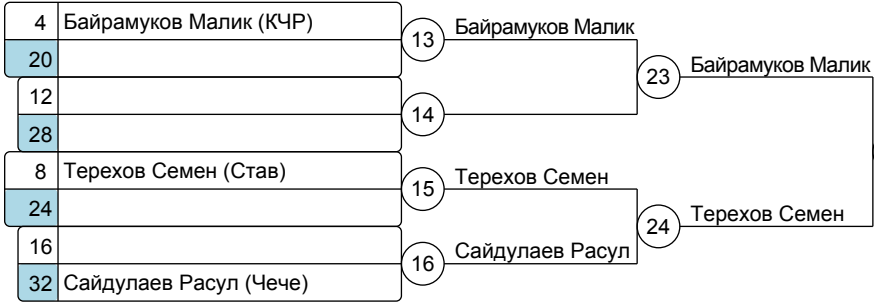 4 Байрамуков Малик (КЧР)
20
12
28
8 Терехов Семен (Став)
24
16
32 Сайдулаев Расул (Чече)
13 Байрамуков Малик
14
15 Терехов Семен
16 Сайдулаев Расул
23 Байрамуков Малик
24 Терехов Семен